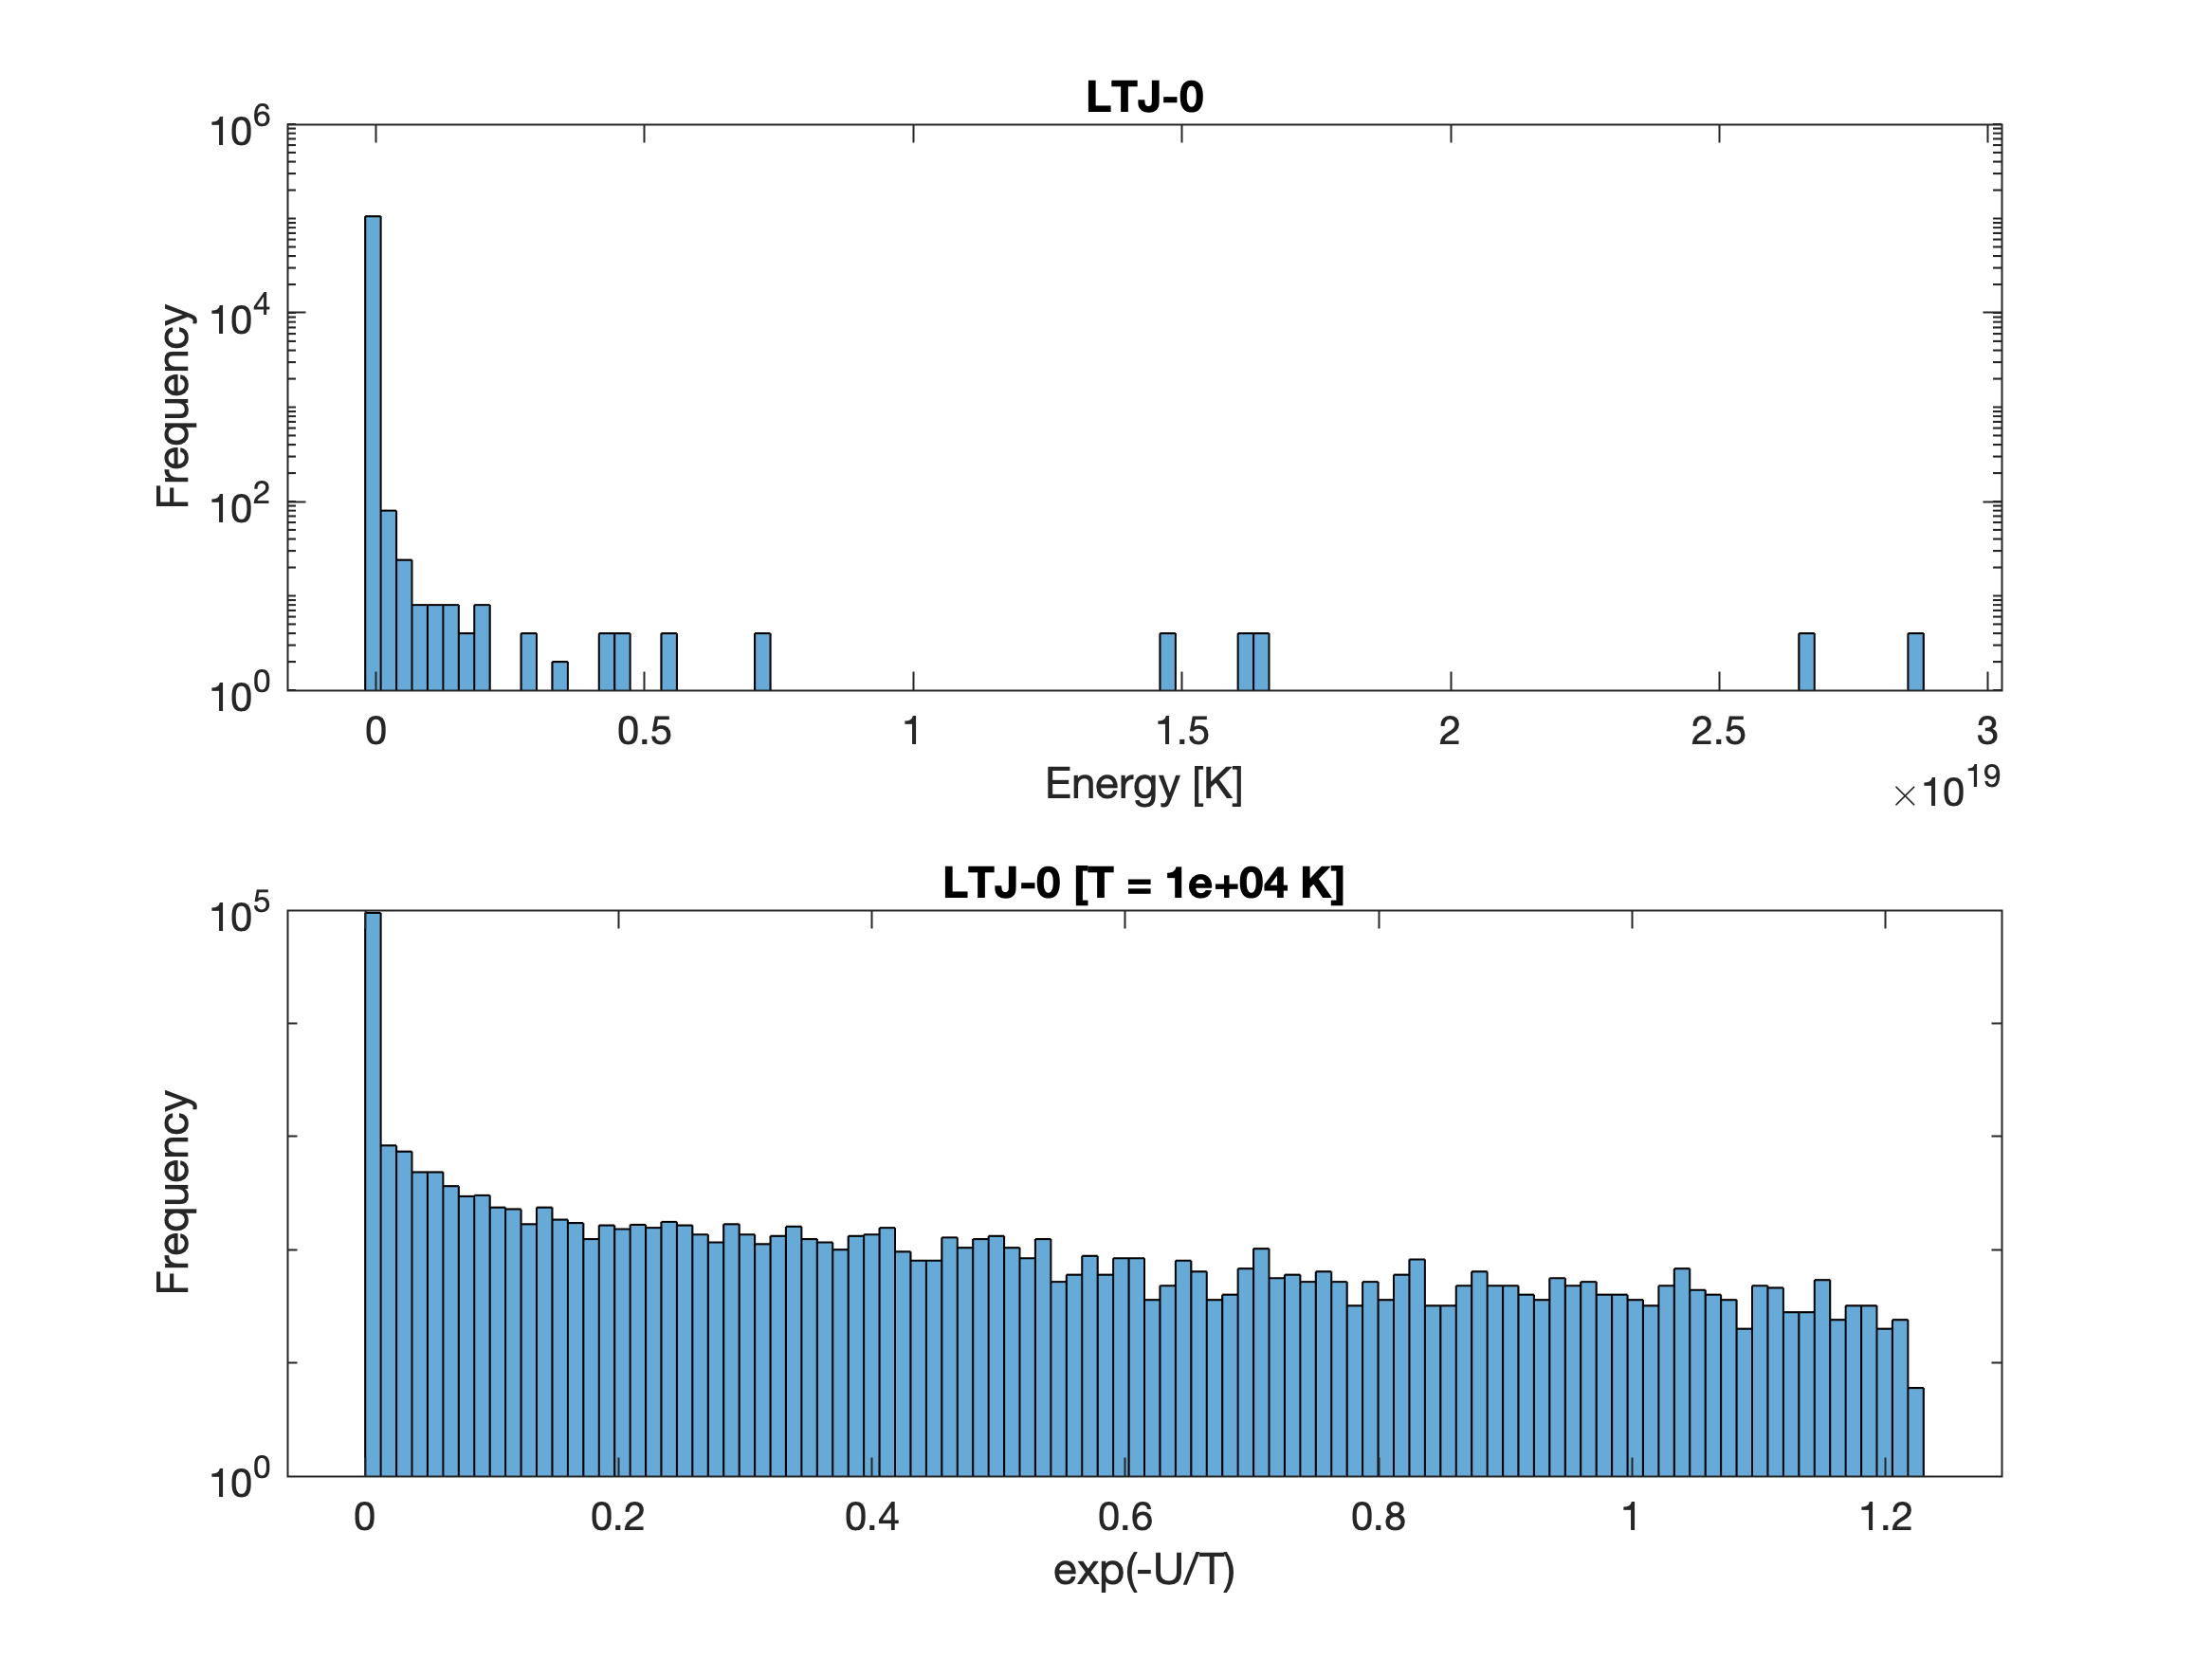 LTJ-0
10^6
10^4
10^2
10^0
Frequency
0 0.5 1 1.5 2 2.5 3
Energy [K]
×10^19
LTJ-0 [T = 1e+04 K]
10^5
10^0
Frequency
0 0.2 0.4 0.6 0.8 1 1.2
exp(-U/T)